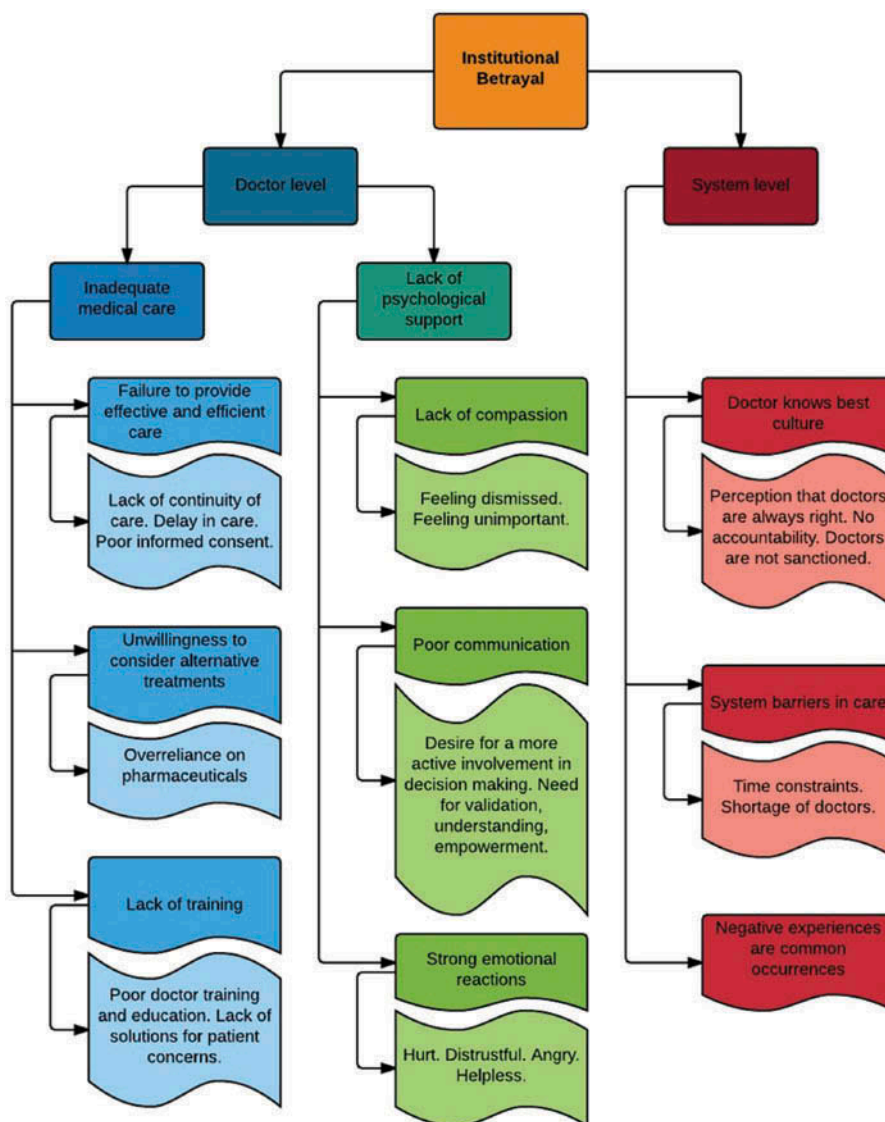 Institutional
Betrayal
Doctor level
System level
Inadequate
medical care
Lack of
psychological
support
Failure to provide
effective and efficient
care
Lack of continuity of
care. Delay in care.
Poor informed consent.
Unwillingness to
consider alternative
treatments
Overreliance on
pharmaceuticals
Lack of training
Poor doctor training
and education. Lack of
solutions for patient
concerns.
Lack of compassion
Feeling dismissed.
Feeling unimportant.
Poor communication
Desire for a more
active involvement in
decision making. Need
for validation,
understanding,
empowerment.
Strong emotional
reactions
Hurt. Distrustful. Angry.
Helpless.
Doctor knows best
culture
Perception that doctors
are always right. No
accountability. Doctors
are not sanctioned.
System barriers in care
Time constraints.
Shortage of doctors.
Negative experiences
are common
occurrences